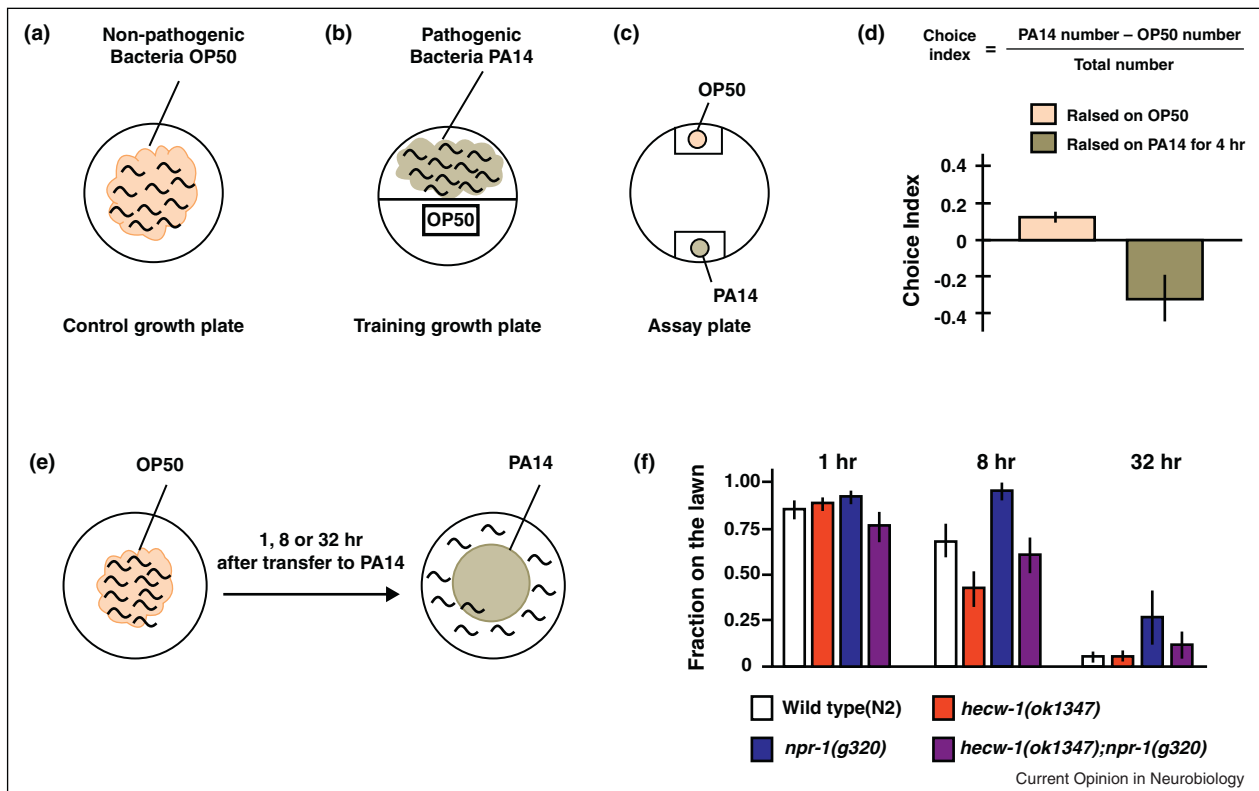 (a)
Non-pathogenic
Bacteria OP50
Control growth plate
(b)
Pathogenic
Bacteria PA14
OP50
Training growth plate
(c)
OP50
PA14
Assay plate
(d)
Choice
index
=
PA14 number – OP50 number
Total number
Ralsed on OP50
Ralsed on PA14 for 4 hr
Choice Index
0.4
0.2
0
-0.2
-0.4
(e)
OP50
1, 8 or 32 hr
after transfer to PA14
PA14
(f)
1 hr
8 hr
32 hr
Fraction on the lawn
1.00
0.75
0.50
0.25
0
Wild type(N2)
hecw-1(ok1347)
npr-1(g320)
hecw-1(ok1347);npr-1(g320)
Current Opinion in Neurobiology